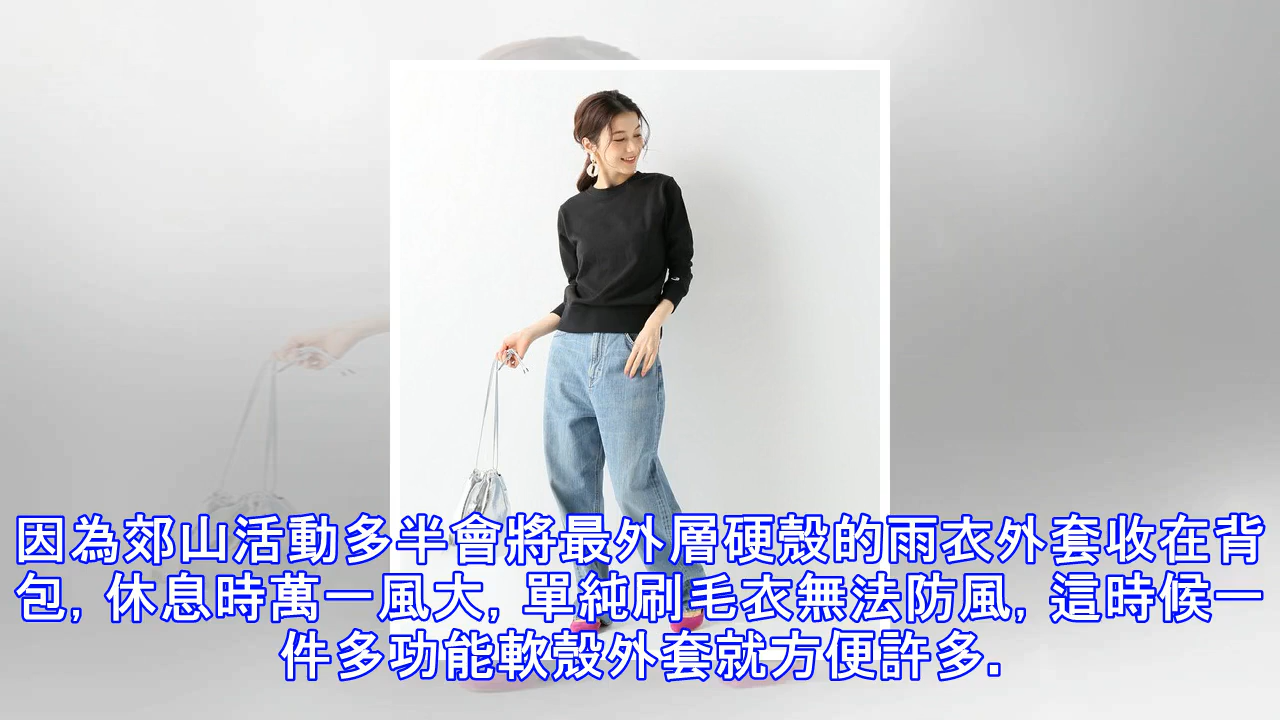 因為郊山活動多半會將最外層硬殼的雨衣外套收在背
包, 休息時萬一風大, 單純刷毛衣無法防風, 這時候一
件多功能軟殼外套就方便許多.